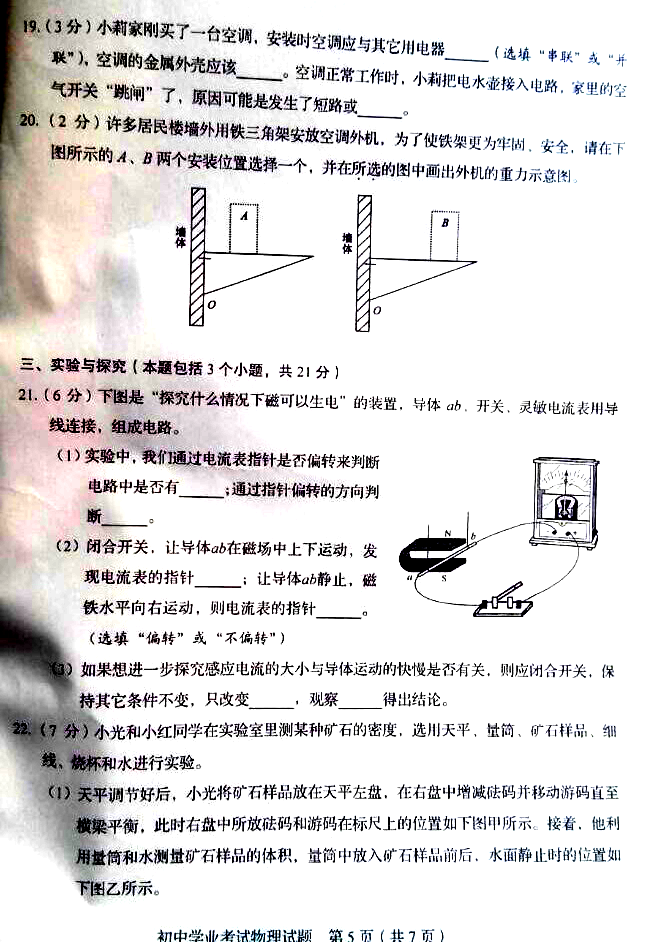 19.(3分)小莉家刚买了一台空调,安装时空调应与其它用电器______(选填“串联”或“并
联”),空调的金属外壳应该______。空调正常工作时,小莉把电水壶接入电路,家里的空
气开关“跳闸”了,原因可能是发生了短路或______。
20.(2分)许多居民楼墙外用铁三角架安放空调外机,为了使铁架更为牢固、安全,请在下
图所示的A、B两个安装位置选择一个,并在所选的图中画出外机的重力示意图。
A
墙体
O
B
墙体
O
三、实验与探究(本题包括3个小题,共21分)
21.(6分)下图是“探究什么情况下磁可以生电”的装置,导体ab、开关、灵敏电流表用导
线连接,组成电路。
(1)实验中,我们通过电流表指针是否偏转来判断
电路中是否有______;通过指针偏转的方向判
断______。
(2)闭合开关,让导体ab在磁场中上下运动,发
现电流表的指针______;让导体ab静止,磁
铁水平向右运动,则电流表的指针______。
(选填“偏转”或“不偏转”)
N
b
a
S
(3)如果想进一步探究感应电流的大小与导体运动的快慢是否有关,则应闭合开关,保
持其它条件不变,只改变______,观察______得出结论。
22.(7分)小光和小红同学在实验室里测某种矿石的密度,选用天平、量筒、矿石样品、细
线、烧杯和水进行实验。
(1)天平调节好后,小光将矿石样品放在天平左盘,在右盘中增减砝码并移动游码直至
横梁平衡,此时右盘中所放砝码和游码在标尺上的位置如下图甲所示。接着,他利
用量筒和水测量矿石样品的体积,量筒中放入矿石样品前后,水面静止时的位置如
下图乙所示。
初中学业考试物理试题 第5页(共7页)